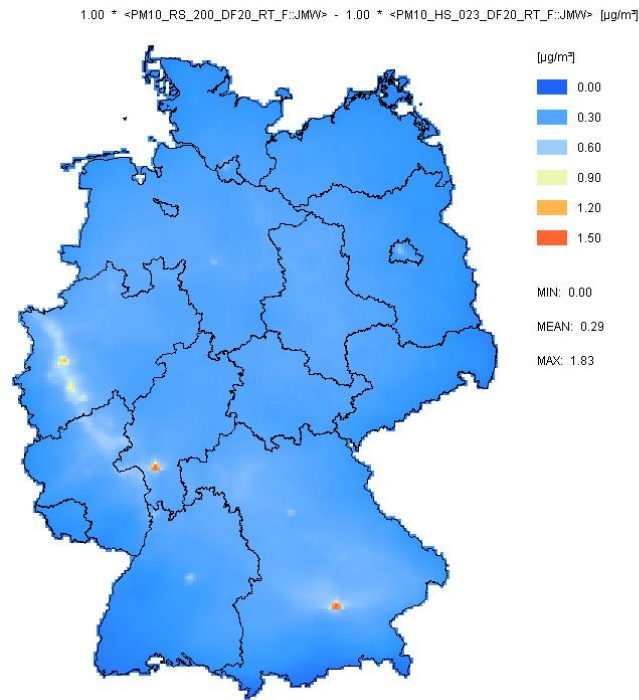 1.00 * <PM10_RS_200_DF20_RT_F::JMW> - 1.00 * <PM10_HS_023_DF20_RT_F::JMW> [µg/m³]
[µg/m³]
0.00
0.30
0.60
0.90
1.20
1.50
MIN: 0.00
MEAN: 0.29
MAX: 1.83